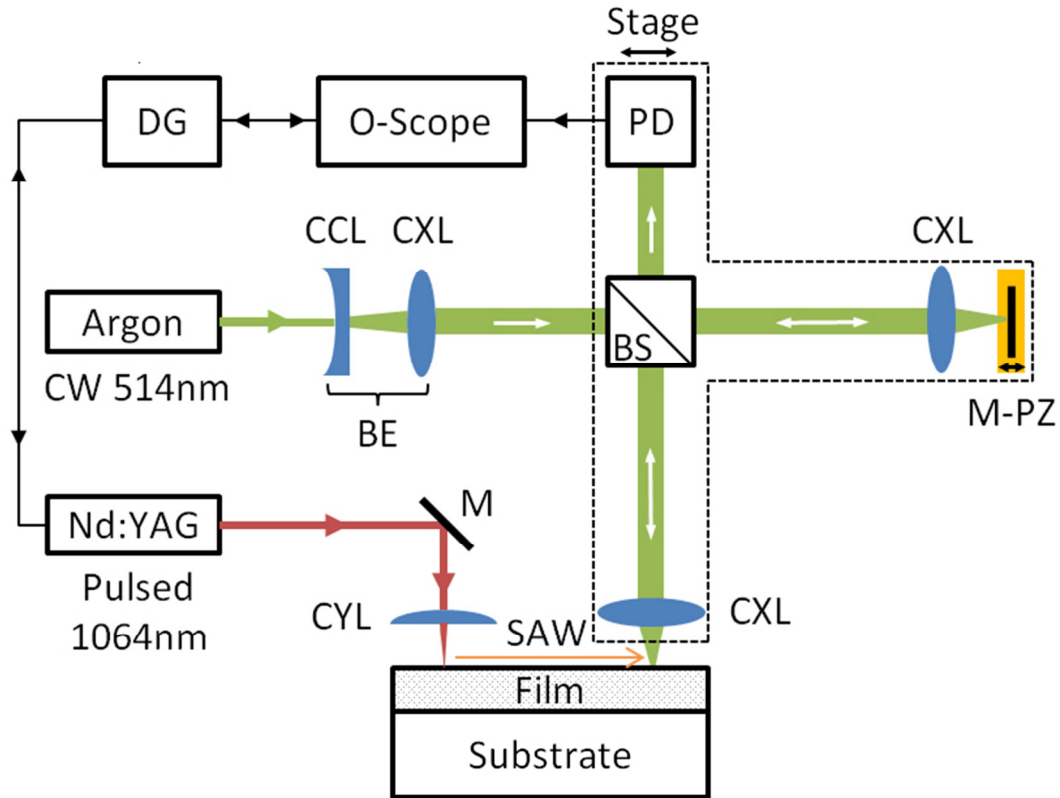 Stage
DG
O-Scope
PD
CCL
CXL
CXL
Argon
BS
CW 514nm
BE
M-PZ
M
Nd:YAG
Pulsed
1064nm
CYL
SAW
CXL
Film
Substrate